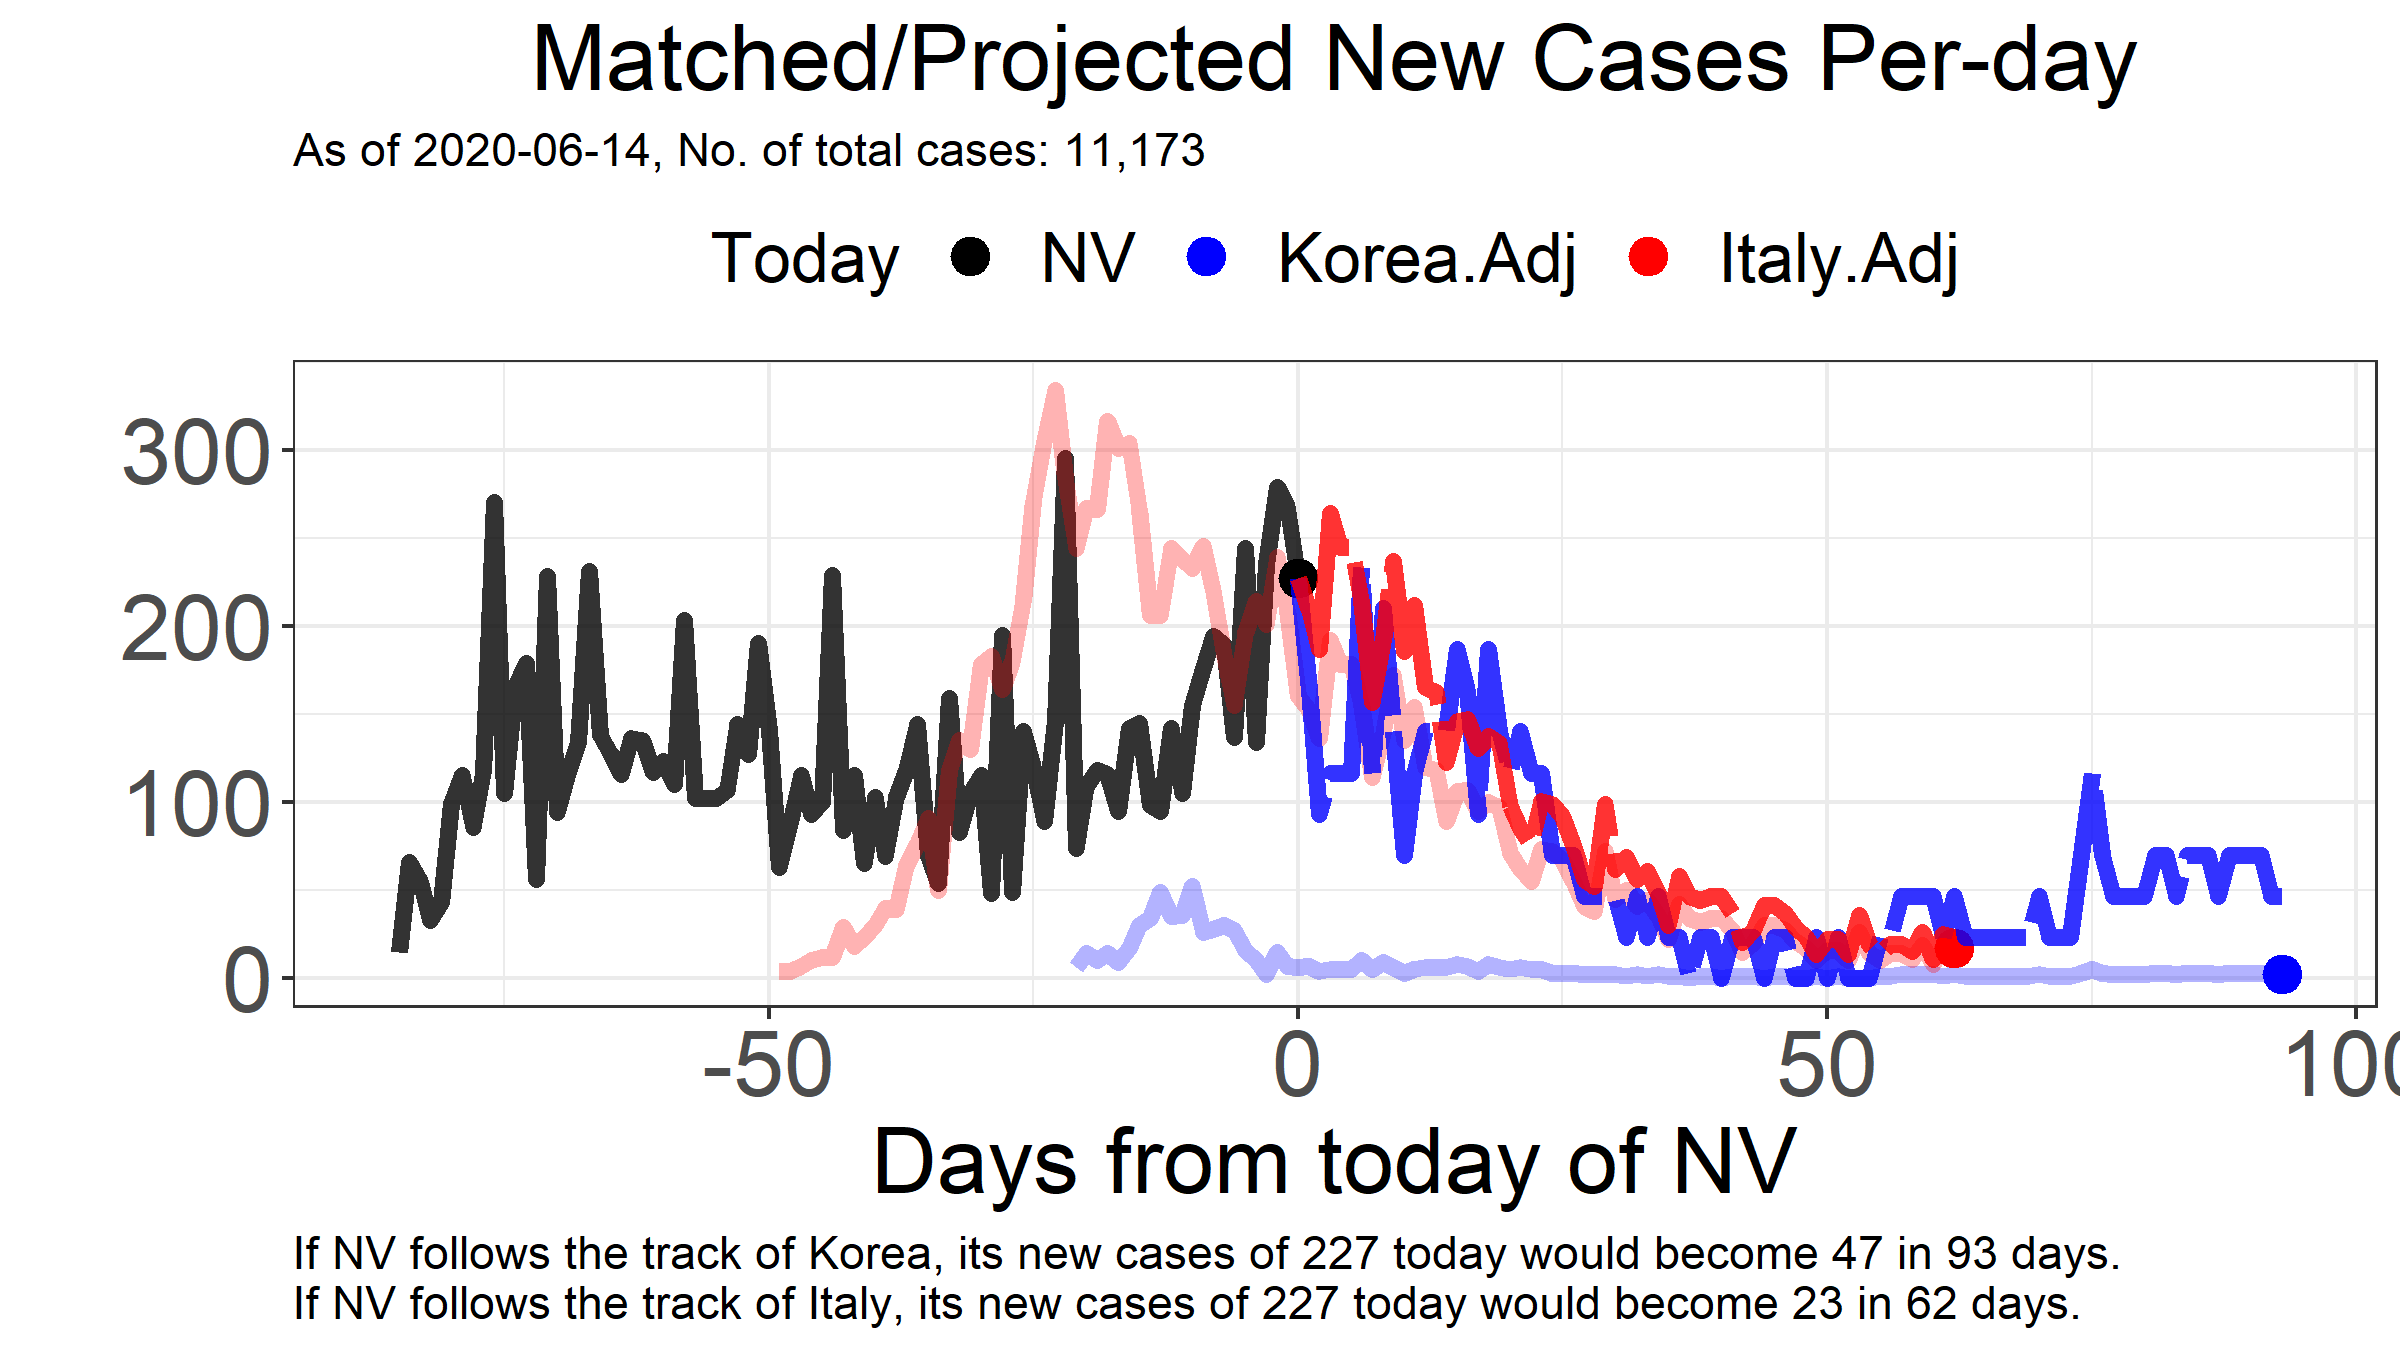 Matched/Projected New Cases Per-day
As of 2020-06-14, No. of total cases: 11,173
Today NV Korea.Adj Italy.Adj
300
200
100
0
-50 0 50 100
Days from today of NV
If NV follows the track of Korea, its new cases of 227 today would become 47 in 93 days.
If NV follows the track of Italy, its new cases of 227 today would become 23 in 62 days.